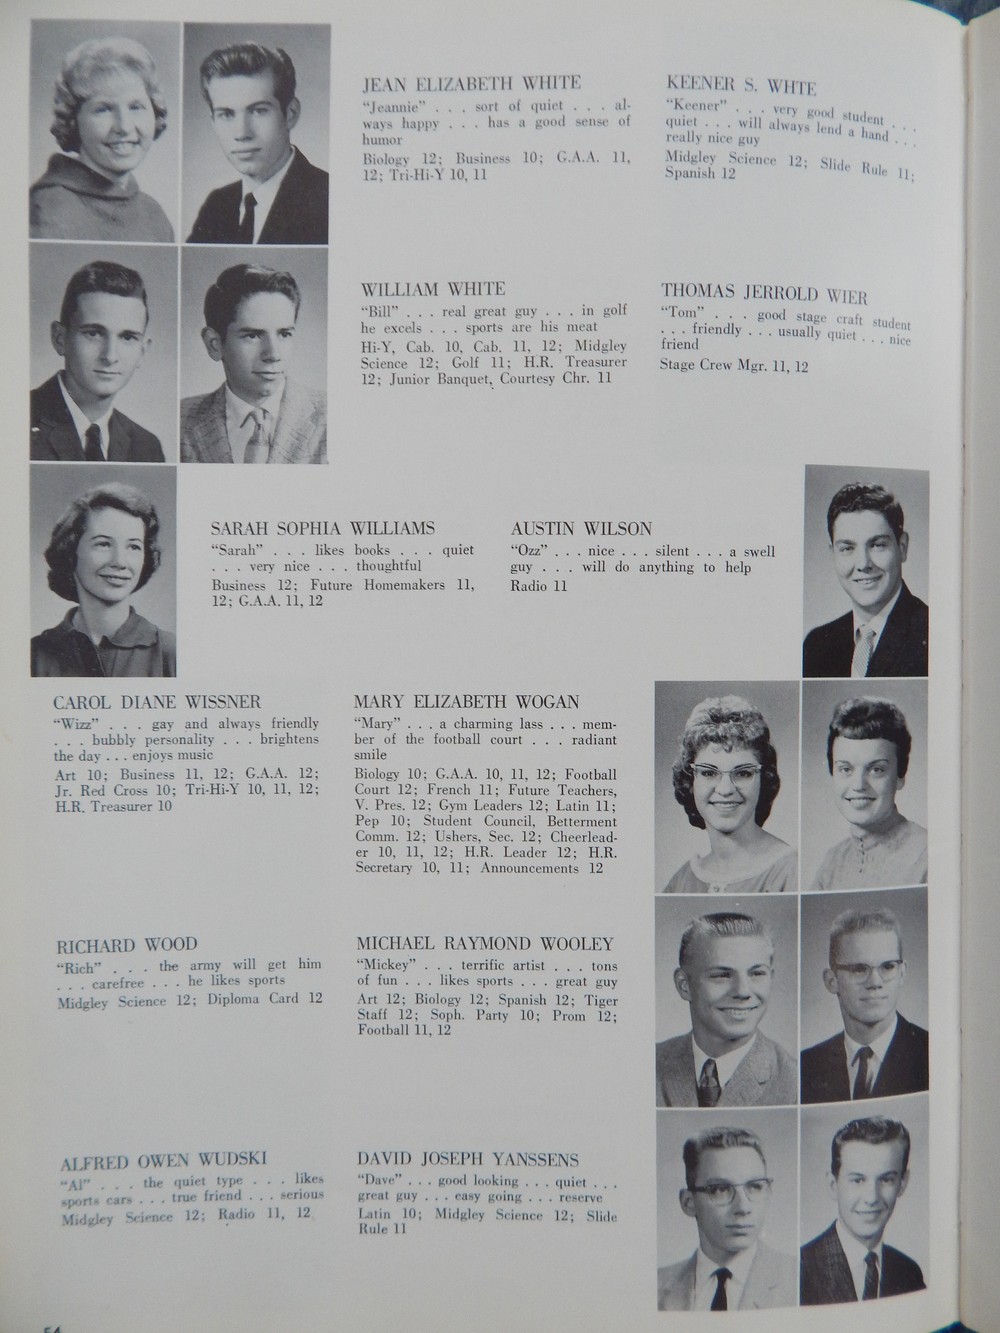 JEAN ELIZABETH WHITE
“Jeannie” . . . sort of quiet . . . al-
ways happy . . . has a good sense of
humor
Biology 12; Business 10; G.A.A. 11,
12; Tri-Hi-Y 10, 11
KEENER S. WHTE
“Keener” . . . very good student . . .
quiet . . . will always lend a hand . . .
really nice guy
Midgley Science 12; Slide Rule 11;
Spanish 12
WILLIAM WHITE
“Bill” . . . real great guy . . . in golf
he excels . . . sports are his meat
Hi-Y, Cab. 10, Cab. 11, 12; Midgley
Science 12; Golf 11; H.R. Treasurer
12; Junior Banquet, Courtesy Chr. 11
THOMAS JERROLD WIER
“Tom” . . . good stage craft student
. . . friendly . . . usually quiet . . . nice
friend
Stage Crew Mgr. 11, 12
SARAH SOPHIA WILLIAMS
“Sarah” . . . likes books . . . quiet
. . . very nice . . . thoughtful
Business 12; Future Homemakers 11,
12; G.A.A. 11, 12
AUSTIN WILSON
“Ozz” . . . nice . . . silent . . . a swell
guy . . . will do anything to help
Radio 11
CAROL DIANE WISSNER
“Wizz” . . . gay and always friendly
. . . bubbly personality . . . brightens
the day . . . enjoys music
Art 10; Business 11, 12; G.A.A. 12;
Jr. Red Cross 10; Tri-Hi-Y 10, 11, 12;
H.R. Treasurer 10
MARY ELIZABETH WOGAN
“Mary” . . . a charming lass . . . mem-
ber of the football court . . . radiant
smile
Biology 10; G.A.A. 10, 11, 12; Football
Court 12; French 11; Future Teachers,
V. Pres. 12; Gym Leaders 12; Latin 11;
Pep 10; Student Council, Betterment
Comm. 12; Ushers, Sec. 12; Cheerlead-
er 10, 11, 12; H.R. Leader 12; H.R.
Secretary 10, 11; Announcements 12
RICHARD WOOD
“Rich” . . . the army will get him
. . . carefree . . . he likes sports
Midgley Science 12; Diploma Card 12
MICHAEL RAYMOND WOOLEY
“Mickey” . . . terrific artist . . . tons
of fun . . . likes sports . . . great guy
Art 12; Biology 12; Spanish 12; Tiger
Staff 12; Soph. Party 10; Prom 12;
Football 11, 12
ALFRED OWEN WUDSKI
“Al” . . . the quiet type . . . likes
sports cars . . . true friend . . . serious
Midgley Science 12; Radio 11, 12
DAVID JOSEPH YANSSENS
“Dave” . . . good looking . . . quiet . . .
great guy . . . easy going . . . reserve
Latin 10; Midgley Science 12; Slide
Rule 11
54